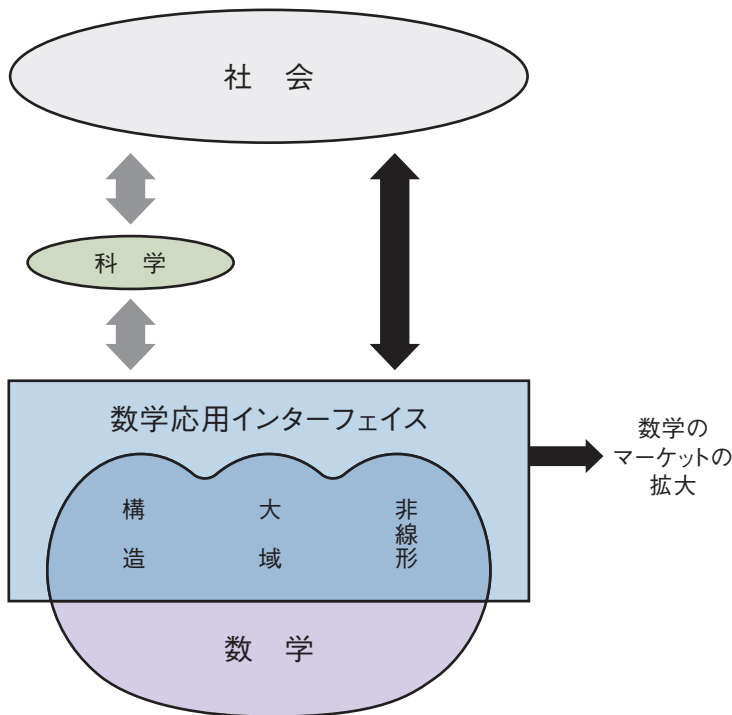 社 会
科 学
数学応用インターフェイス
数学の
マーケットの
拡大
構造
大域
非線形
数 学